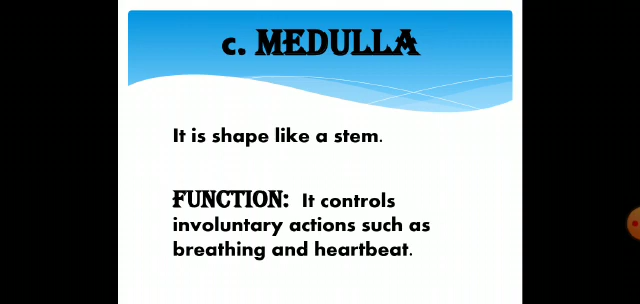 c. MEDULLA
It is shape like a stem.
FUNCTION: It controls
involuntary actions such as
breathing and heartbeat.